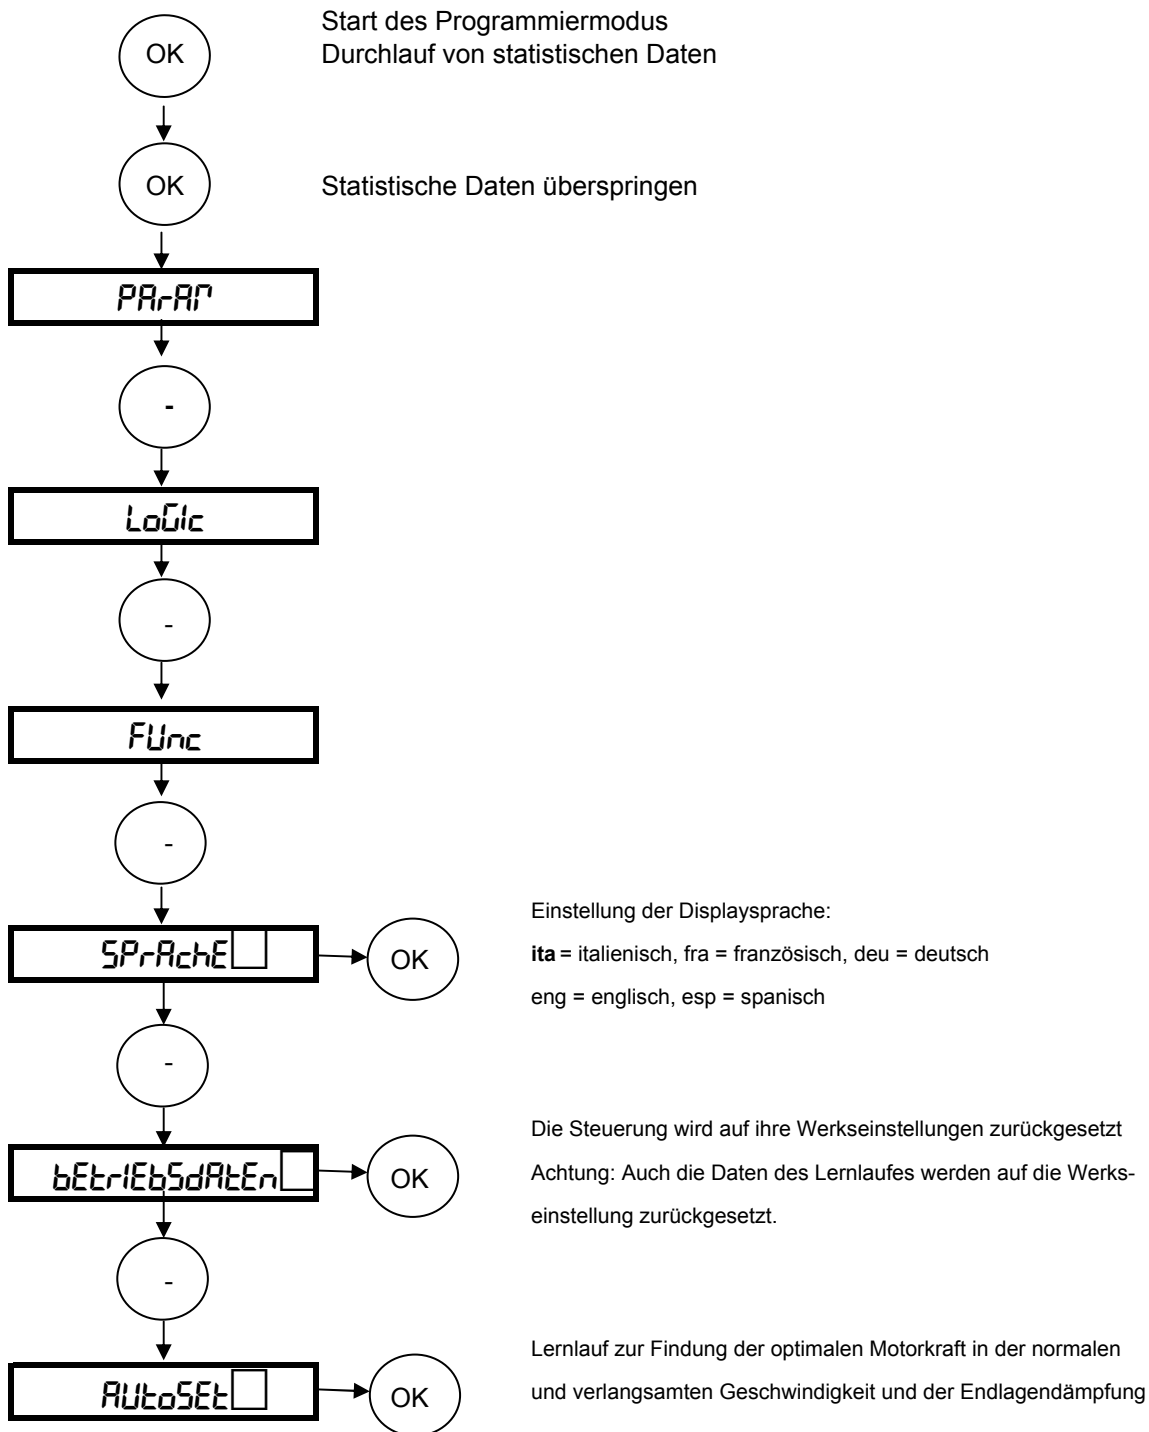 OK
Start des Programmiermodus
Durchlauf von statistischen Daten
OK
Statistische Daten überspringen
PArAM
-
LoGIc
-
FUnc
-
SPrAchE
OK
Einstellung der Displaysprache:
ita = italienisch, fra = französisch, deu = deutsch
eng = englisch, esp = spanisch
-
bEtrIEbSdAtEn
OK
Die Steuerung wird auf ihre Werkseinstellungen zurückgesetzt
Achtung: Auch die Daten des Lernlaufes werden auf die Werks-
einstellung zurückgesetzt.
-
AUtoSEt
OK
Lernlauf zur Findung der optimalen Motorkraft in der normalen
und verlangsamten Geschwindigkeit und der Endlagendämpfung